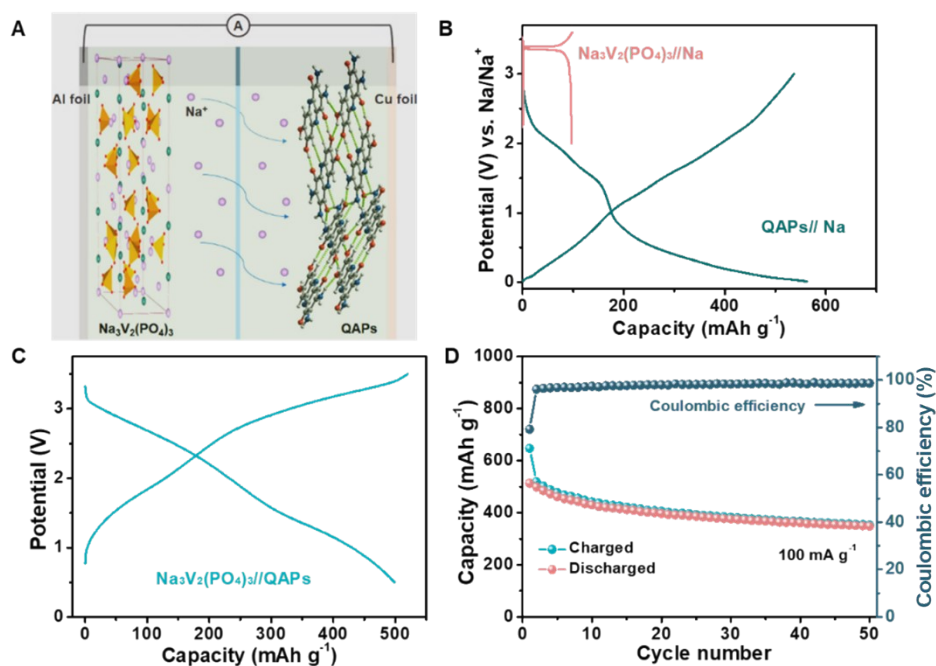 A
A
Al foil
Cu foil
Na⁺
Na₃V₂(PO₄)₃
QAPs
B
Potential (V) vs. Na/Na⁺
3
2
1
0
Na₃V₂(PO₄)₃//Na
QAPs// Na
0 200 400 600
Capacity (mAh g⁻¹)
C
Potential (V)
3
2
1
0
Na₃V₂(PO₄)₃//QAPs
0 100 200 300 400 500
Capacity (mAh g⁻¹)
D
Capacity (mAh g⁻¹)
1000
800
600
400
200
0
Coulombic efficiency
Charged
Discharged
100 mA g⁻¹
100
80
60
40
20
0
Coulombic efficiency (%)
0 10 20 30 40 50
Cycle number